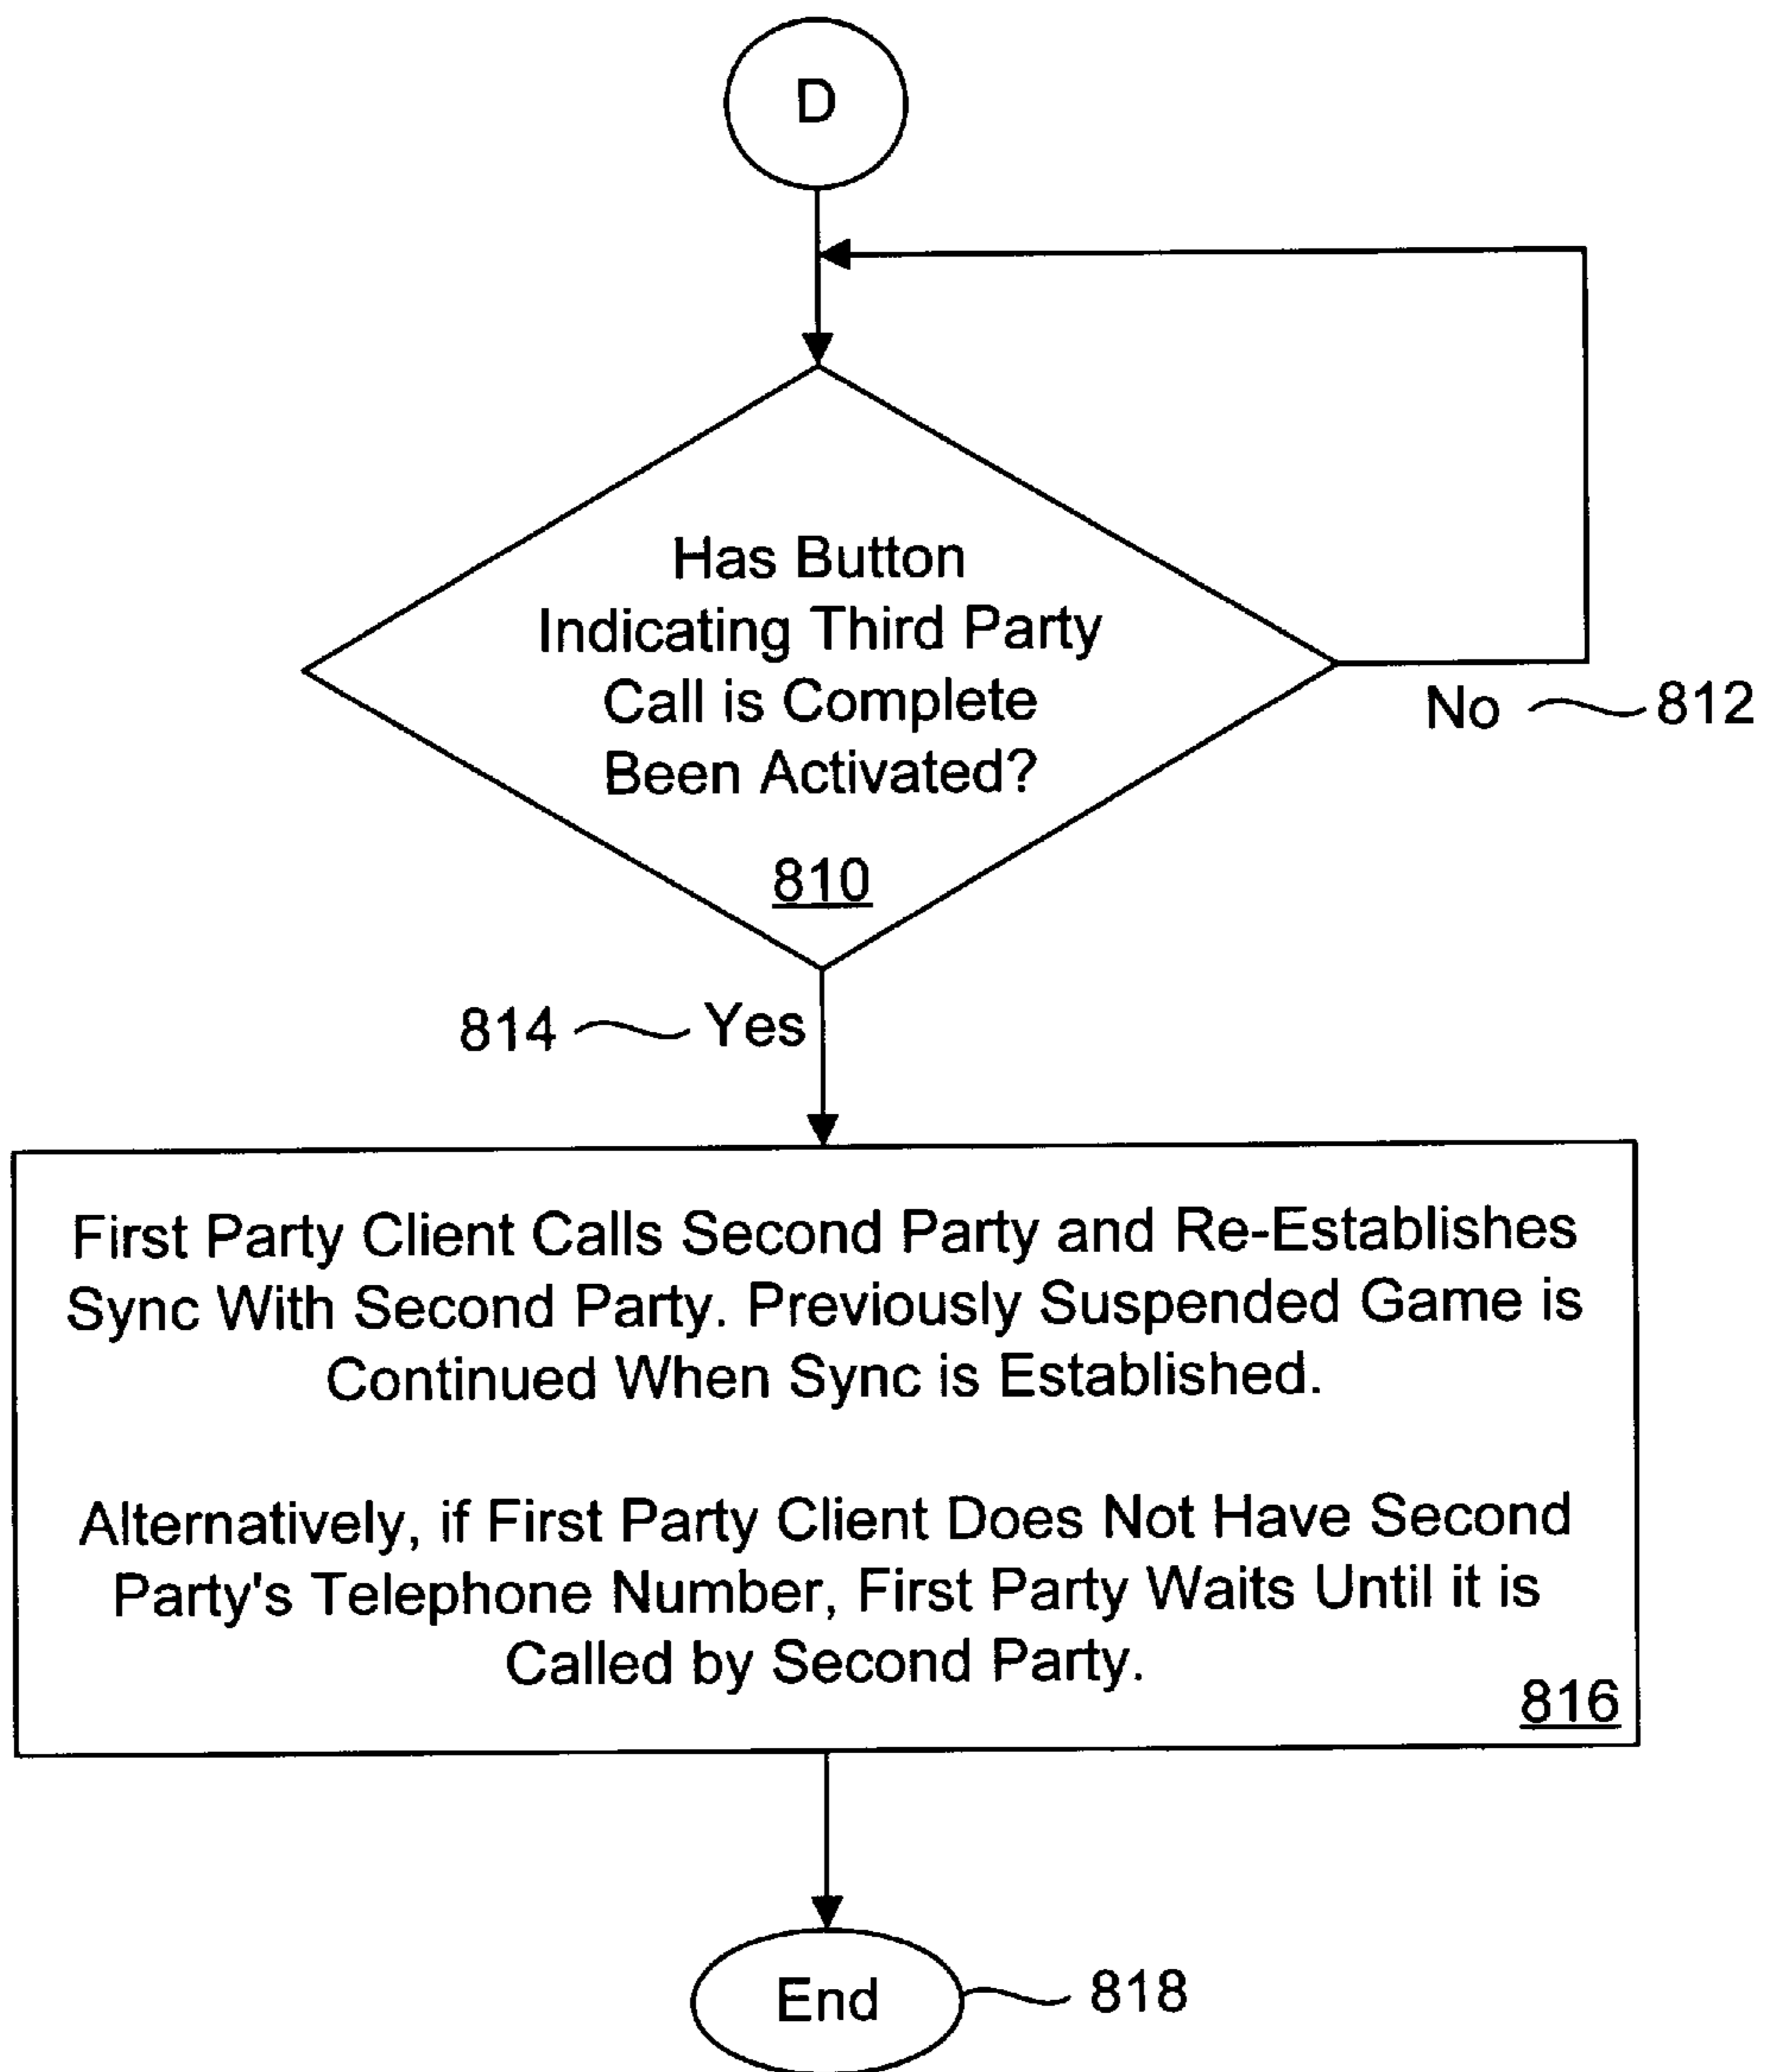 D
Has Button
Indicating Third Party
Call is Complete
Been Activated?
810
No
812
814
Yes
First Party Client Calls Second Party and Re-Establishes
Sync With Second Party. Previously Suspended Game is
Continued When Sync is Established.
Alternatively, if First Party Client Does Not Have Second
Party's Telephone Number, First Party Waits Until it is
Called by Second Party.
816
End
818